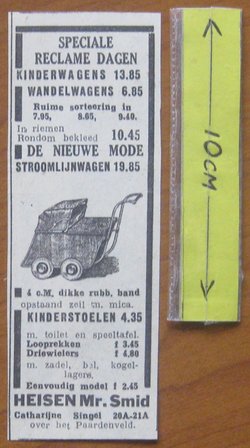 SPECIALE
RECLAME DAGEN
KINDERWAGENS 13.85
WANDELWAGENS 6.85
Ruime sorteering in
7.95, 8.65, 9.40.
In riemen
Rondom bekleed 10.45
DE NIEUWE MODE
STROOMLIJNWAGEN 19.85
4 c.M. dikke rubb. band
opstaand zeil m. mica.
KINDERSTOELEN 4.35
m. toilet en speeltafel.
Looprekken f 3.45
Driewielers f 4.80
m. zadel, bel, kogel-
lagers.
Eenvoudig model f 2.45
HEISEN Mr. Smid
Catharijne Singel 20A-21A
over het Paardenveld.
10CM